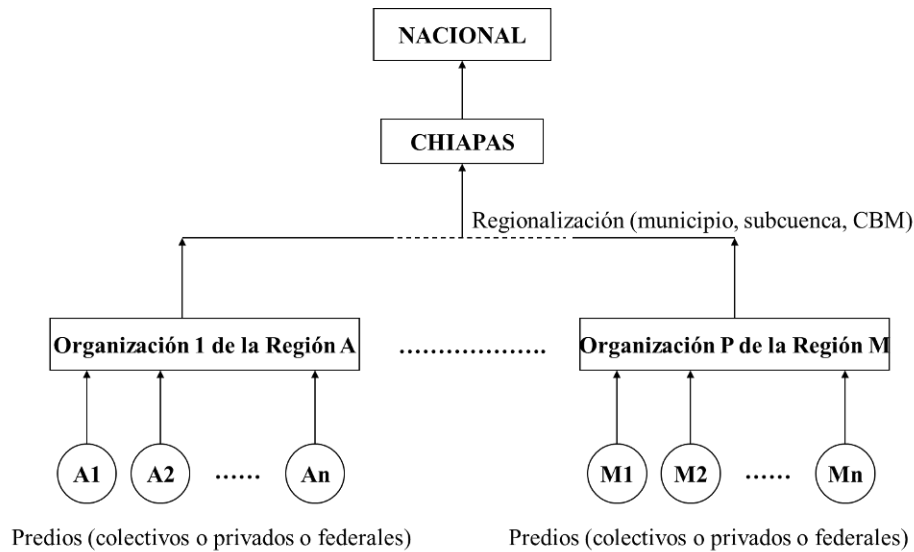 NACIONAL
CHIAPAS
Regionalización (municipio, subcuenca, CBM)
Organización 1 de la Región A
....................
Organización P de la Región M
A1
A2
......
An
M1
M2
......
Mn
Predios (colectivos o privados o federales)
Predios (colectivos o privados o federales)